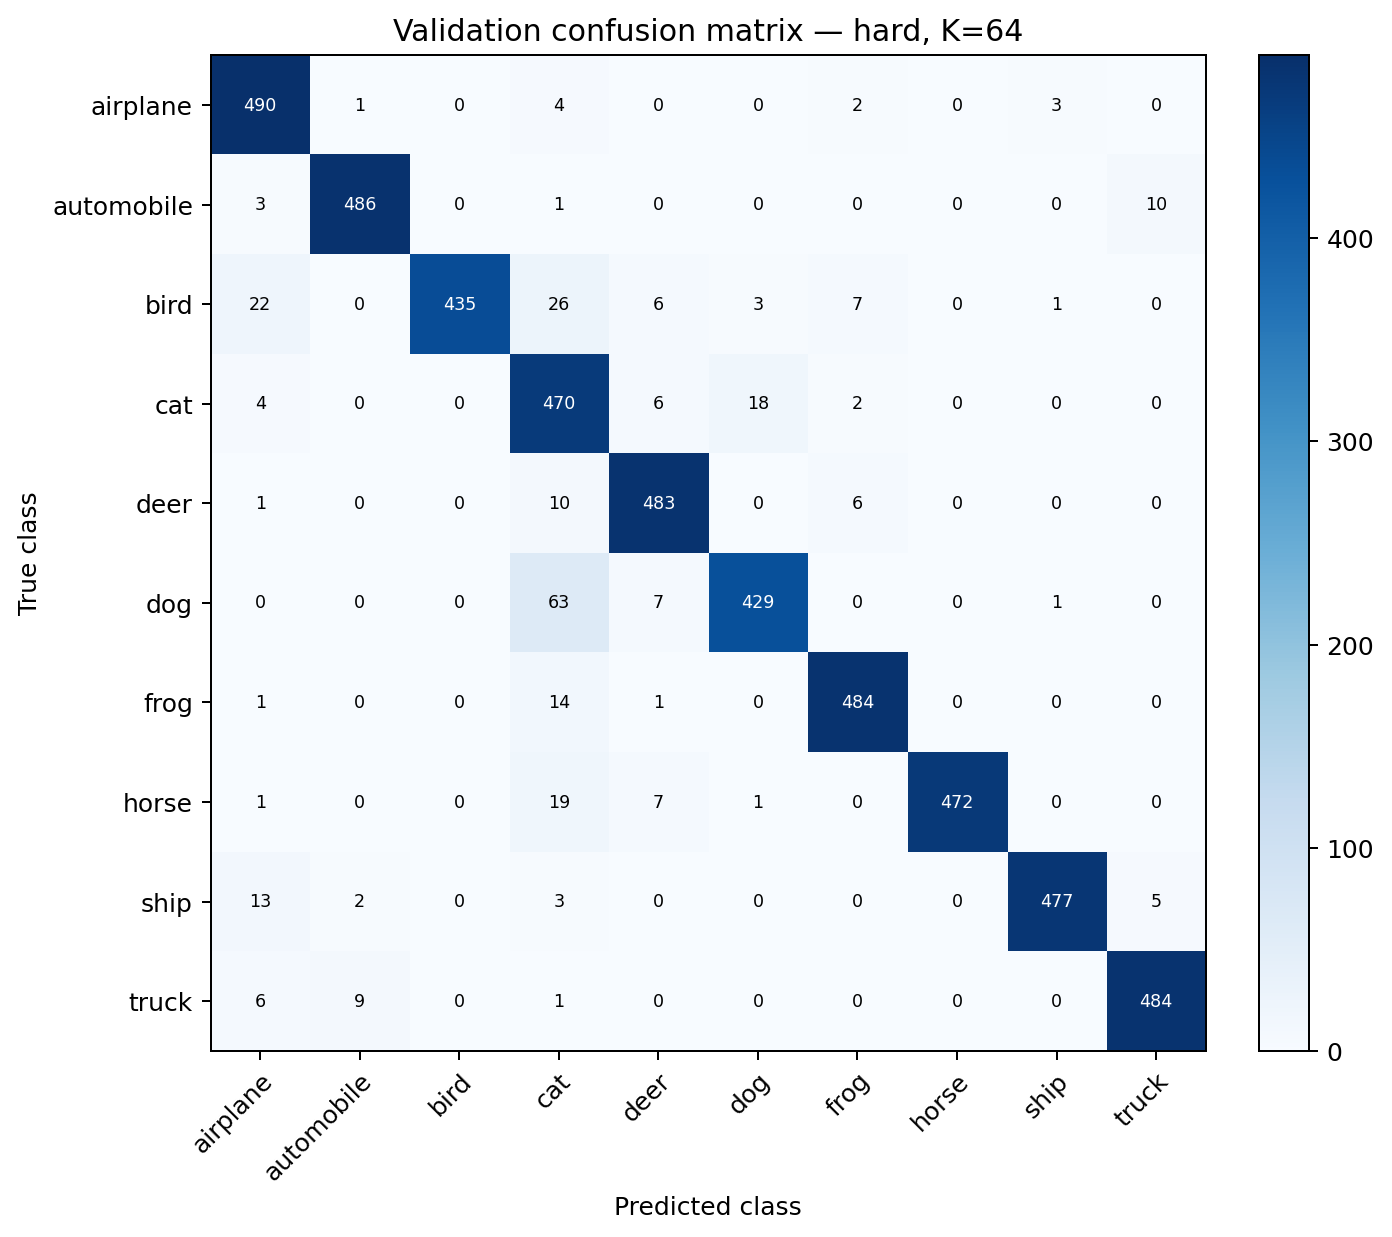 Validation confusion matrix — hard, K=64
airplane 490 1 0 4 0 0 2 0 3 0
automobile 3 486 0 1 0 0 0 0 0 10
bird 22 0 435 26 6 3 7 0 1 0
cat 4 0 0 470 6 18 2 0 0 0
deer 1 0 0 10 483 0 6 0 0 0
dog 0 0 0 63 7 429 0 0 1 0
frog 1 0 0 14 1 0 484 0 0 0
horse 1 0 0 19 7 1 0 472 0 0
ship 13 2 0 3 0 0 0 0 477 5
truck 6 9 0 1 0 0 0 0 0 484
airplane automobile bird cat deer dog frog horse ship truck
Predicted class
True class
400
300
200
100
0